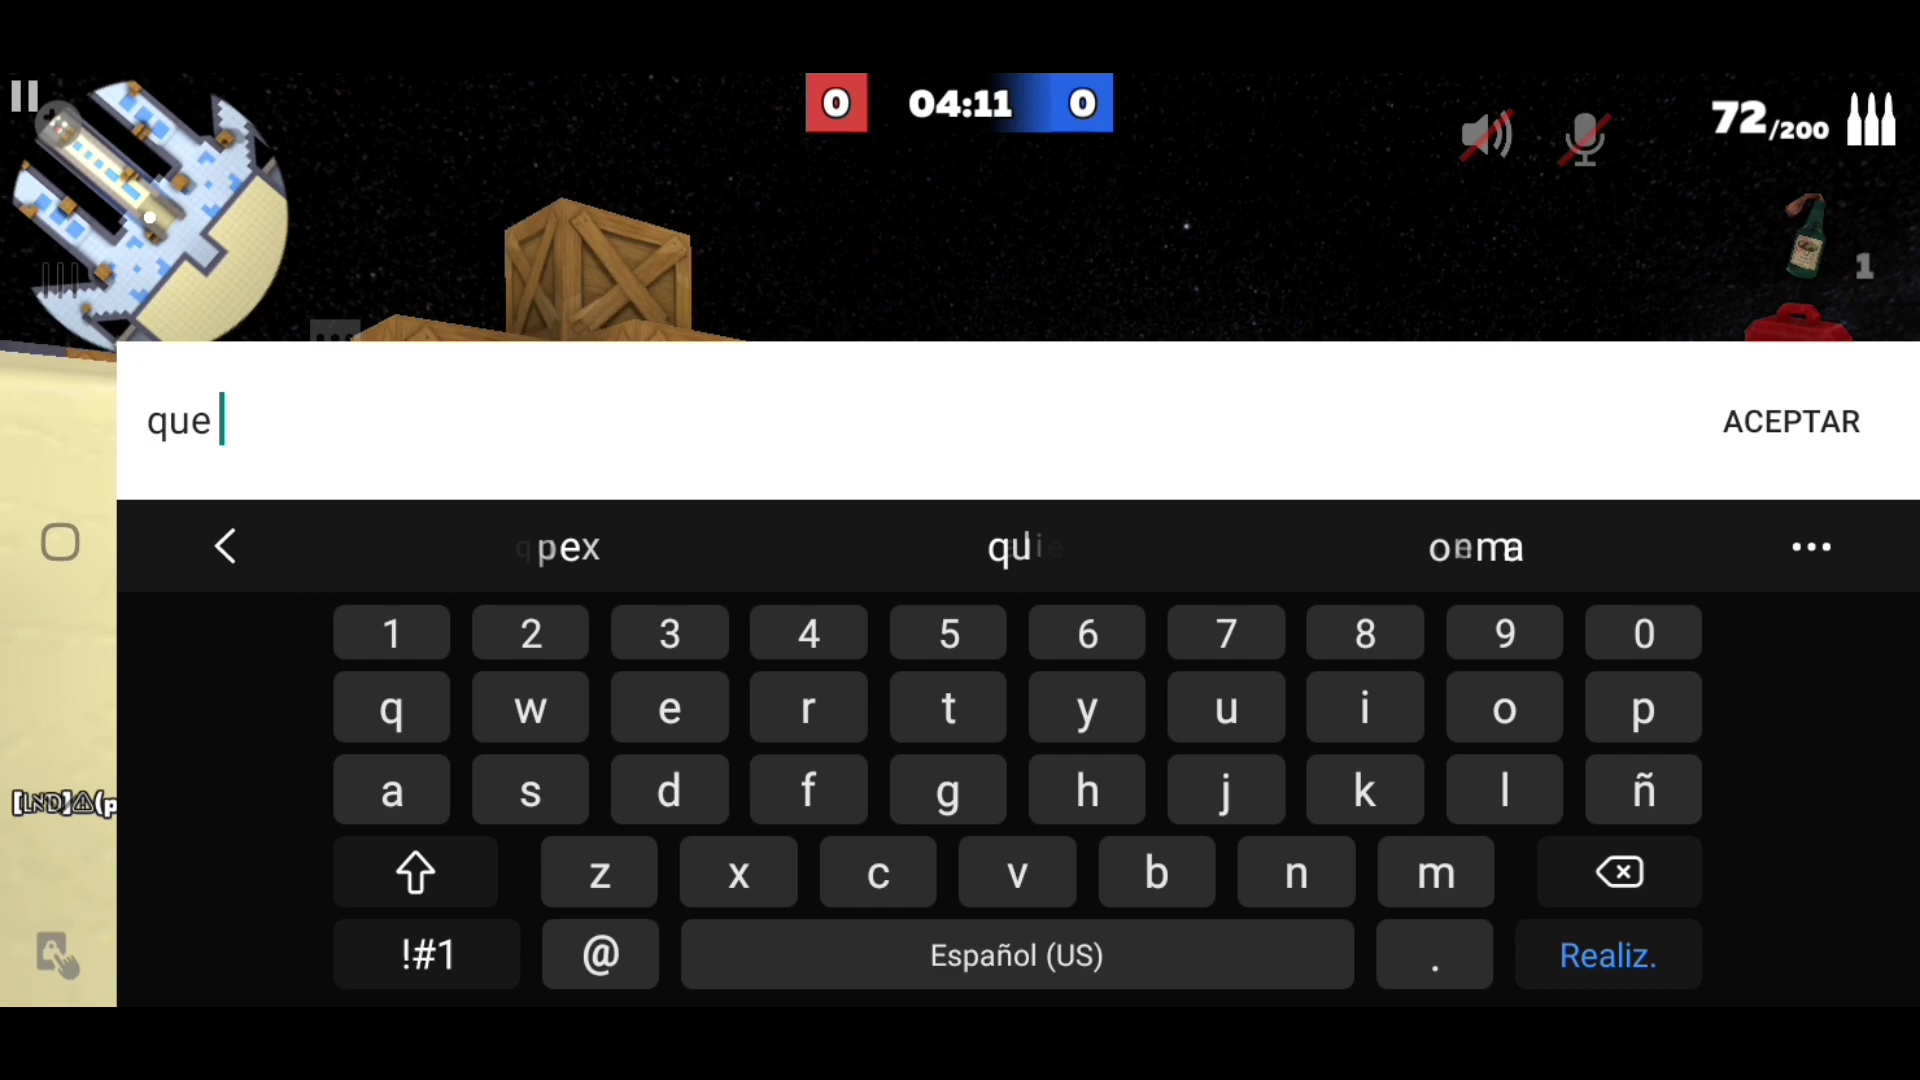 0 04:11 0
72/200
1
que
ACEPTAR
1 2 3 4 5 6 7 8 9 0
q w e r t y u i o p
a s d f g h j k l ñ
z x c v b n m
!#1 @ Español (US) . Realiz.